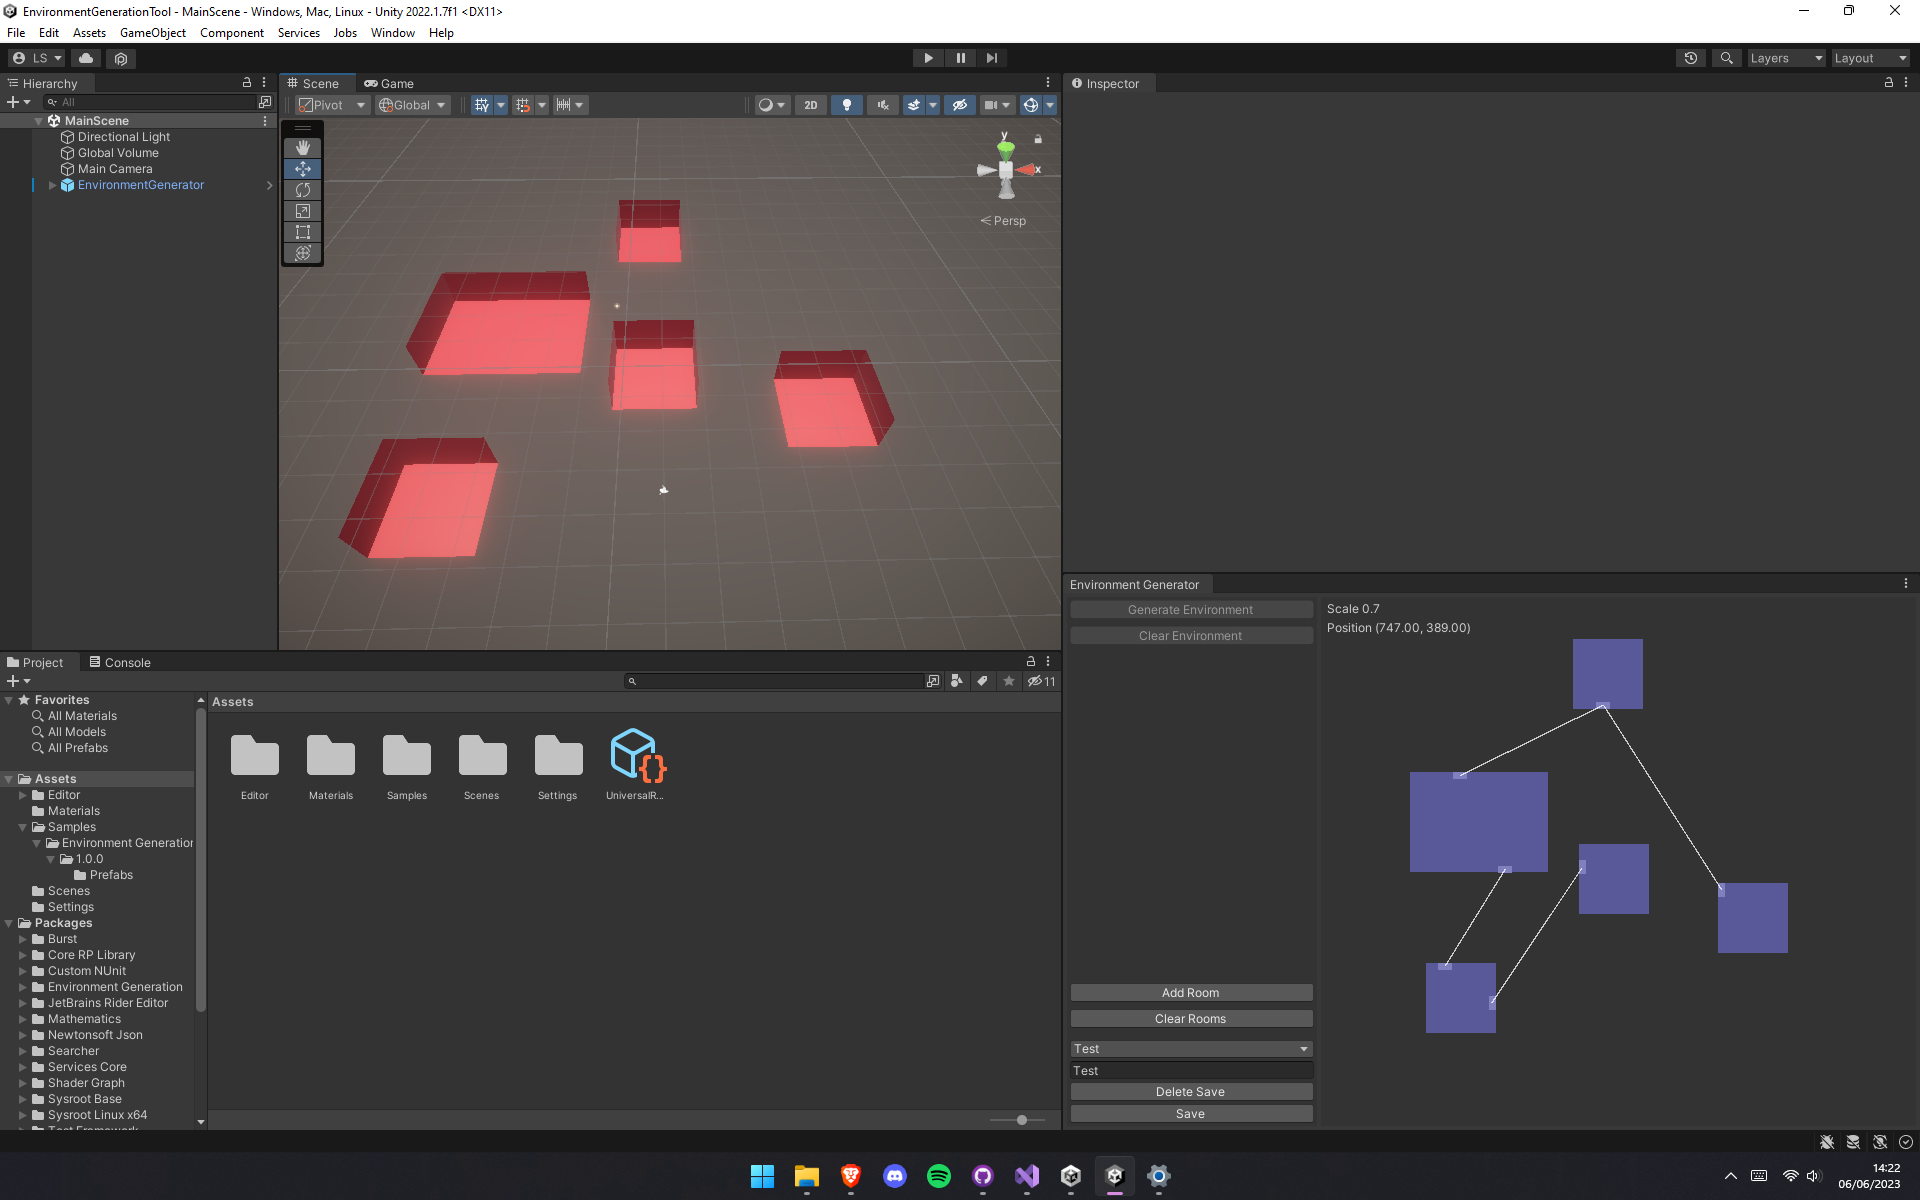 EnvironmentGenerationTool - MainScene - Windows, Mac, Linux - Unity 2022.1.7f1 <DX11>
File Edit Assets GameObject Component Services Jobs Window Help
LS Layers Layout
Hierarchy
All
MainScene
Directional Light
Global Volume
Main Camera
EnvironmentGenerator
Scene Game
Pivot Global 2D
y
x
Persp
Inspector
Environment Generator
Generate Environment
Clear Environment
Scale 0.7
Position (747.00, 389.00)
Add Room
Clear Rooms
Test
Test
Delete Save
Save
Project Console
11
Favorites
All Materials
All Models
All Prefabs
Assets
Editor
Materials
Samples
Environment Generation
1.0.0
Prefabs
Scenes
Settings
Packages
Burst
Core RP Library
Custom NUnit
Environment Generation
JetBrains Rider Editor
Mathematics
Newtonsoft Json
Searcher
Services Core
Shader Graph
Sysroot Base
Sysroot Linux x64
Assets
Editor Materials Samples Scenes Settings UniversalR...
14:22
06/06/2023